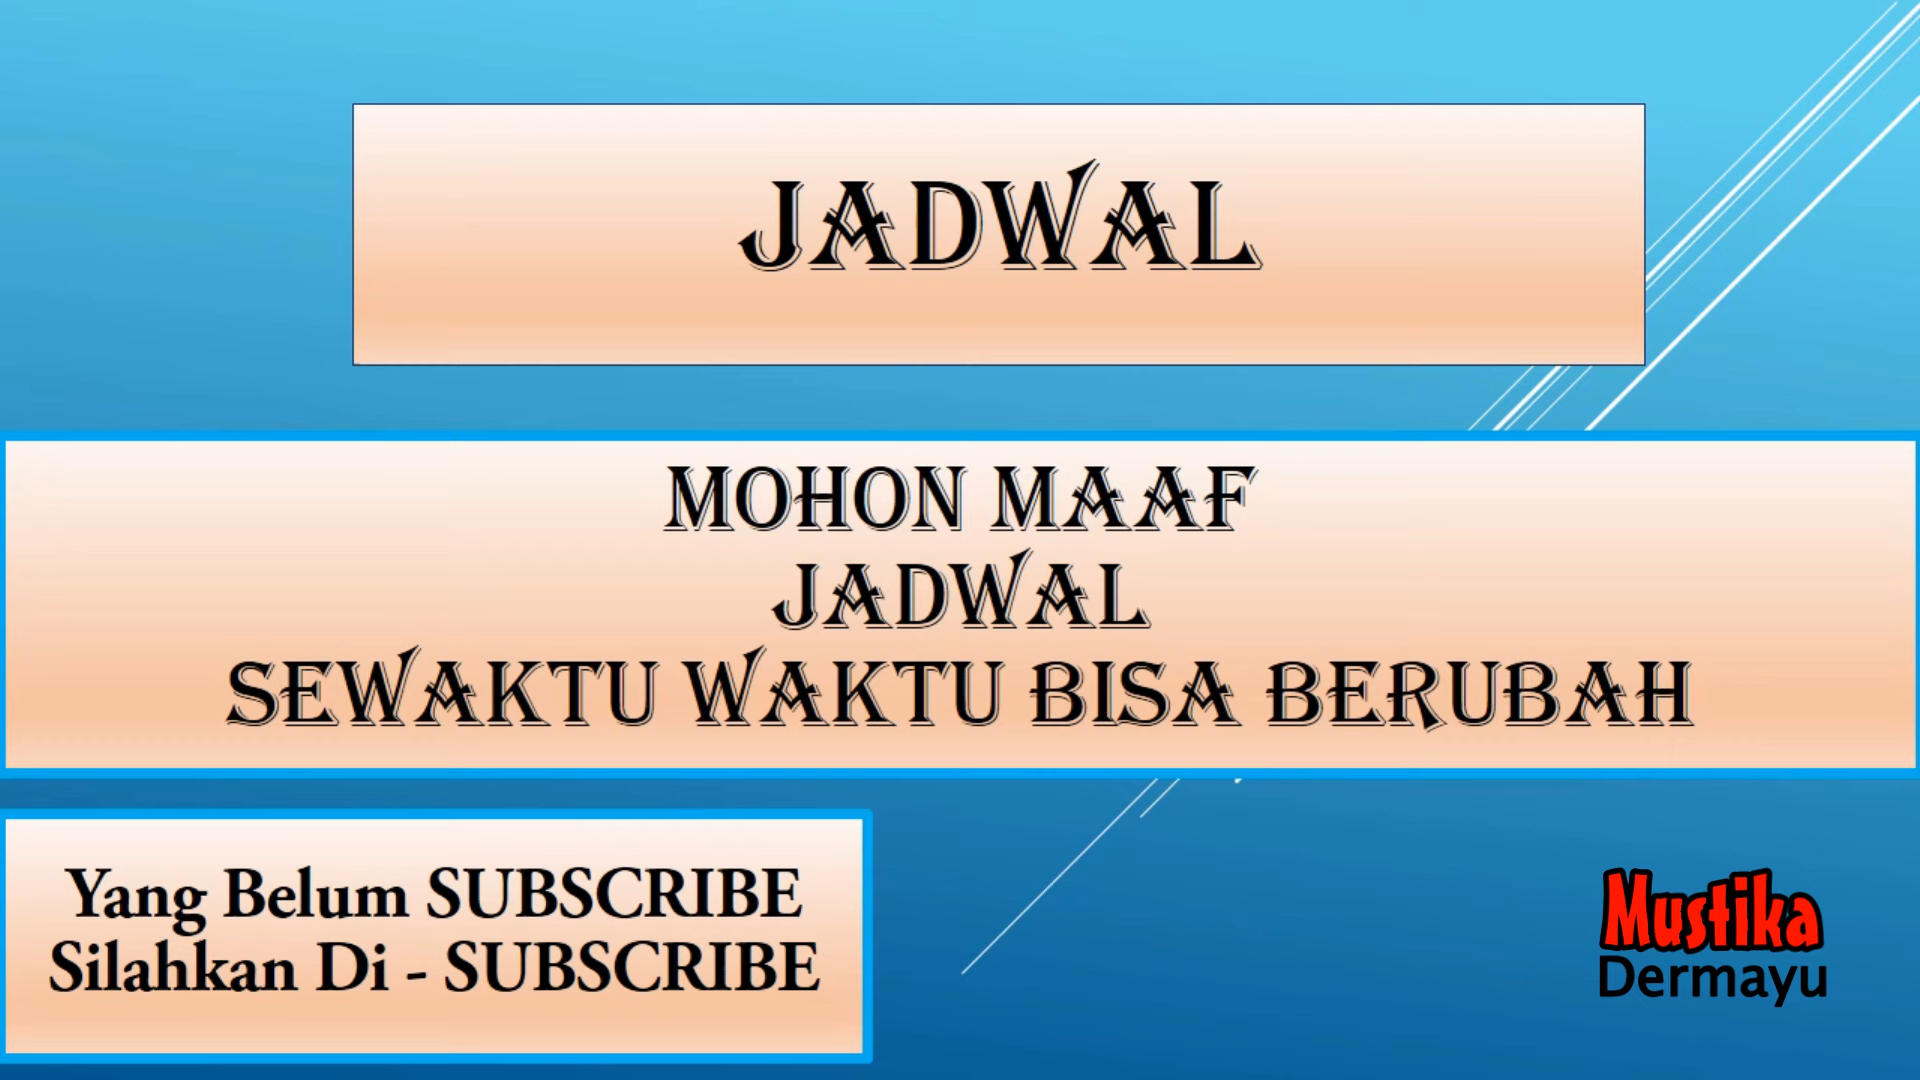 JADWAL
MOHON MAAF
JADWAL
SEWAKTU WAKTU BISA BERUBAH
Yang Belum SUBSCRIBE
Silahkan Di - SUBSCRIBE
Mustika
Dermayu